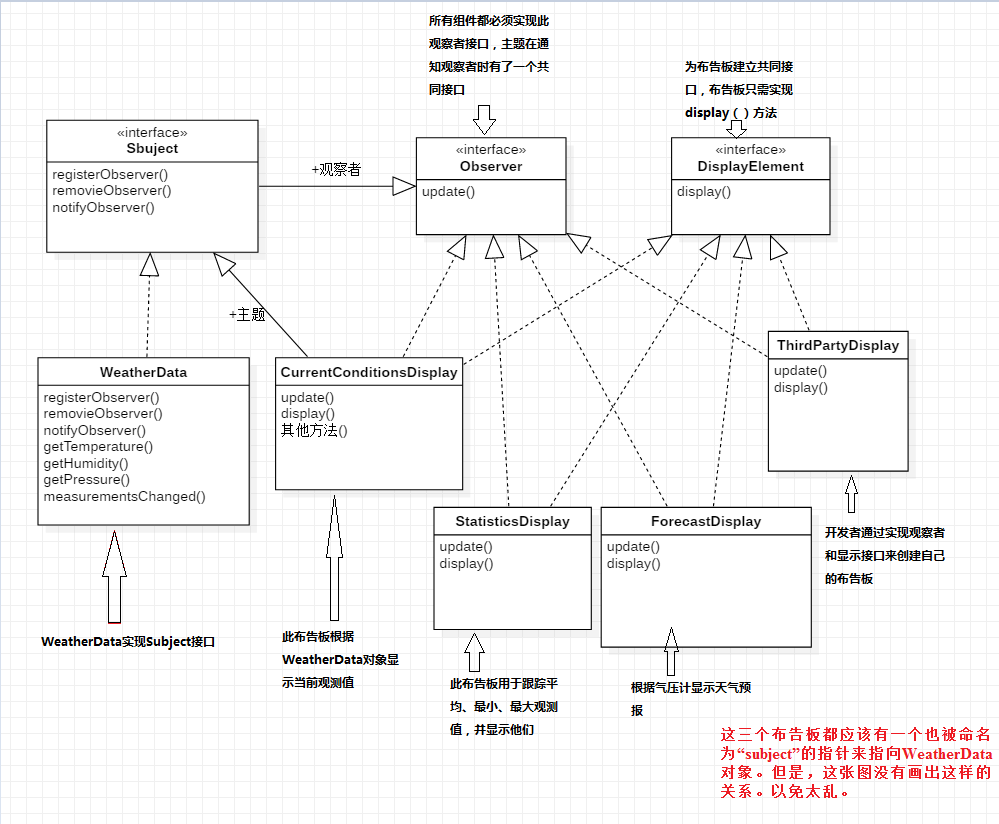 所有组件都必须实现此
观察者接口，主题在通
知观察者时有了一个共
同接口
为布告板建立共同接
口，布告板只需实现
display（）方法
«interface»
Sbuject
registerObserver()
removieObserver()
notifyObserver()
+观察者
«interface»
Observer
update()
«interface»
DisplayElement
display()
+主题
WeatherData
registerObserver()
removieObserver()
notifyObserver()
getTemperature()
getHumidity()
getPressure()
measurementsChanged()
CurrentConditionsDisplay
update()
display()
其他方法()
ThirdPartyDisplay
update()
display()
StatisticsDisplay
update()
display()
ForecastDisplay
update()
display()
开发者通过实现观察者
和显示接口来创建自己
的布告板
WeatherData实现Subject接口
此布告板根据
WeatherData对象显
示当前观测值
此布告板用于跟踪平
均、最小、最大观测
值，并显示他们
根据气压计显示天气预
报
这三个布告板都应该有一个也被命名
为“subject”的指针来指向WeatherData
对象。但是，这张图没有画出这样的
关系。以免太乱。